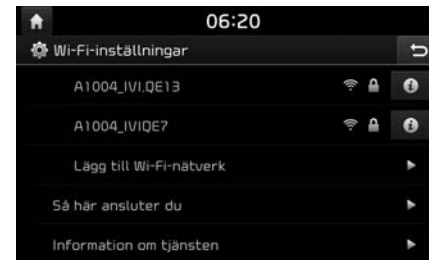 06:20
Wi-Fi-inställningar
A1004_IVI,QE13
A1004_IVIQE7
Lägg till Wi-Fi-nätverk
Så här ansluter du
Information om tjänsten